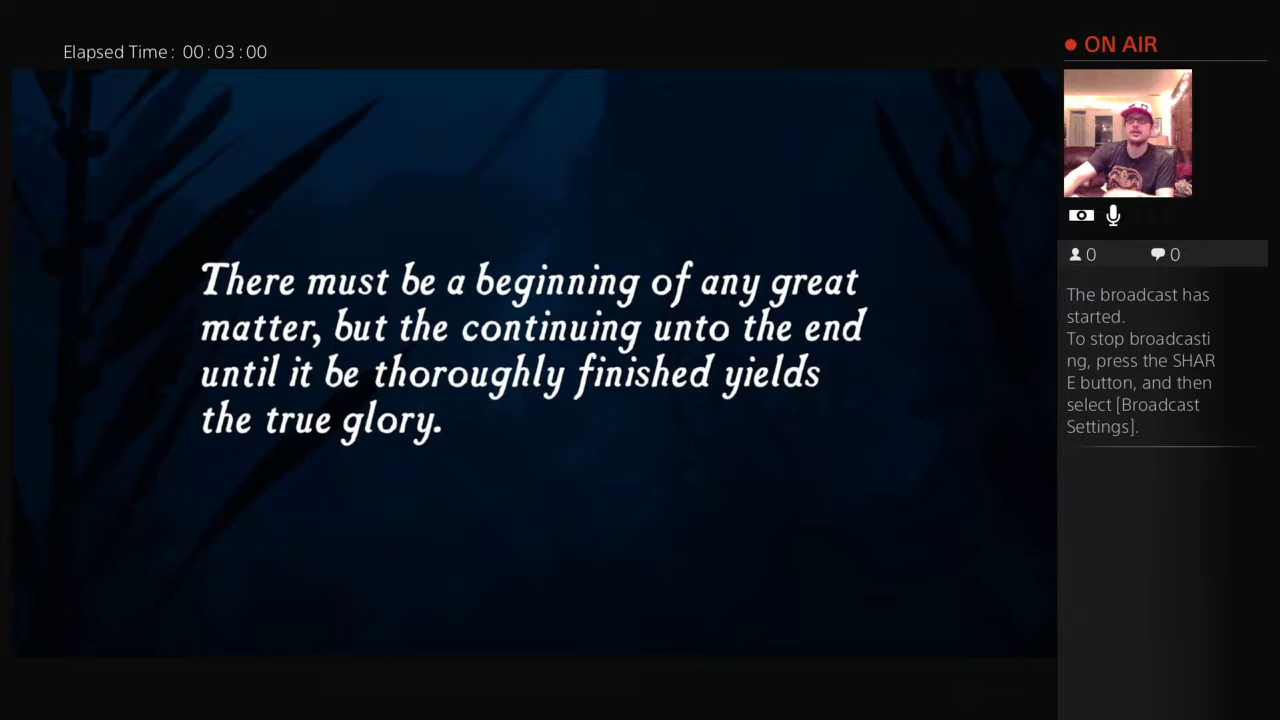 Elapsed Time: 00:03:00
ON AIR
There must be a beginning of any great
matter, but the continuing unto the end
until it be thoroughly finished yields
the true glory.
0
0
The broadcast has
started.
To stop broadcasti
ng, press the SHAR
E button, and then
select [Broadcast
Settings].